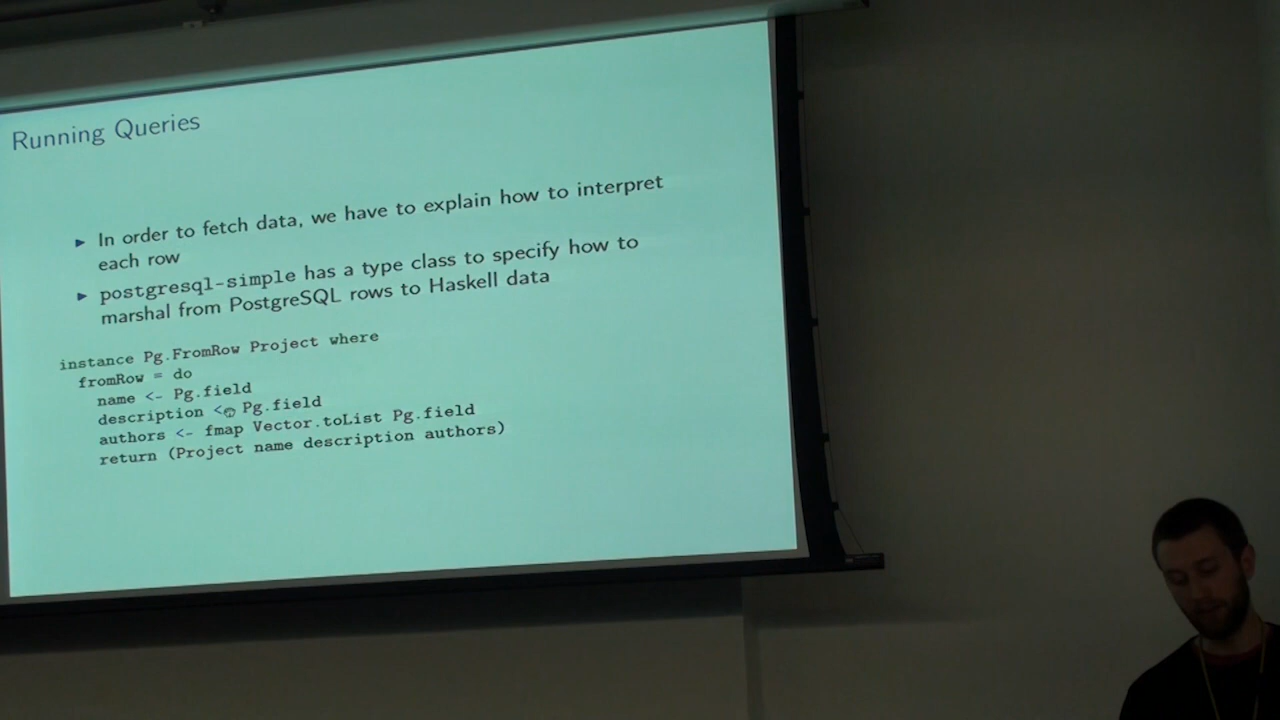 Running Queries
In order to fetch data, we have to explain how to interpret
each row
postgresql-simple has a type class to specify how to
marshal from PostgreSQL rows to Haskell data
instance Pg.FromRow Project where
fromRow = do
name <- Pg.field
description <- Pg.field
authors <- fmap Vector.toList Pg.field
return (Project name description authors)